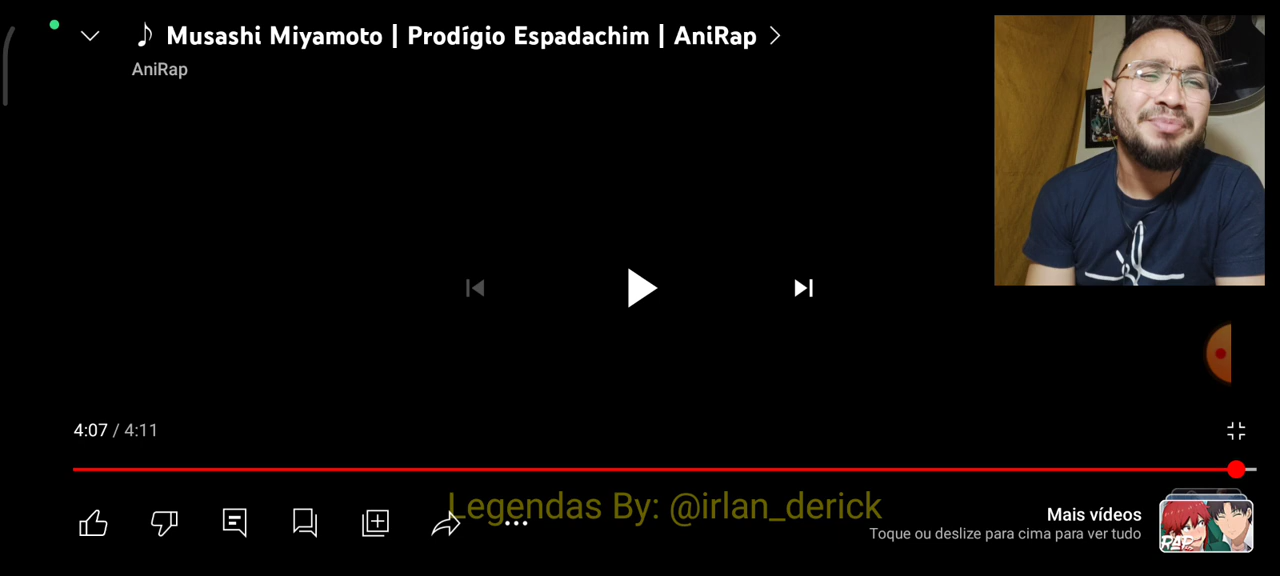 ♪ Musashi Miyamoto | Prodígio Espadachim | AniRap
AniRap
4:07 / 4:11
Legendas By: @irlan_derick
Mais vídeos
Toque ou deslize para cima para ver tudo
RAP